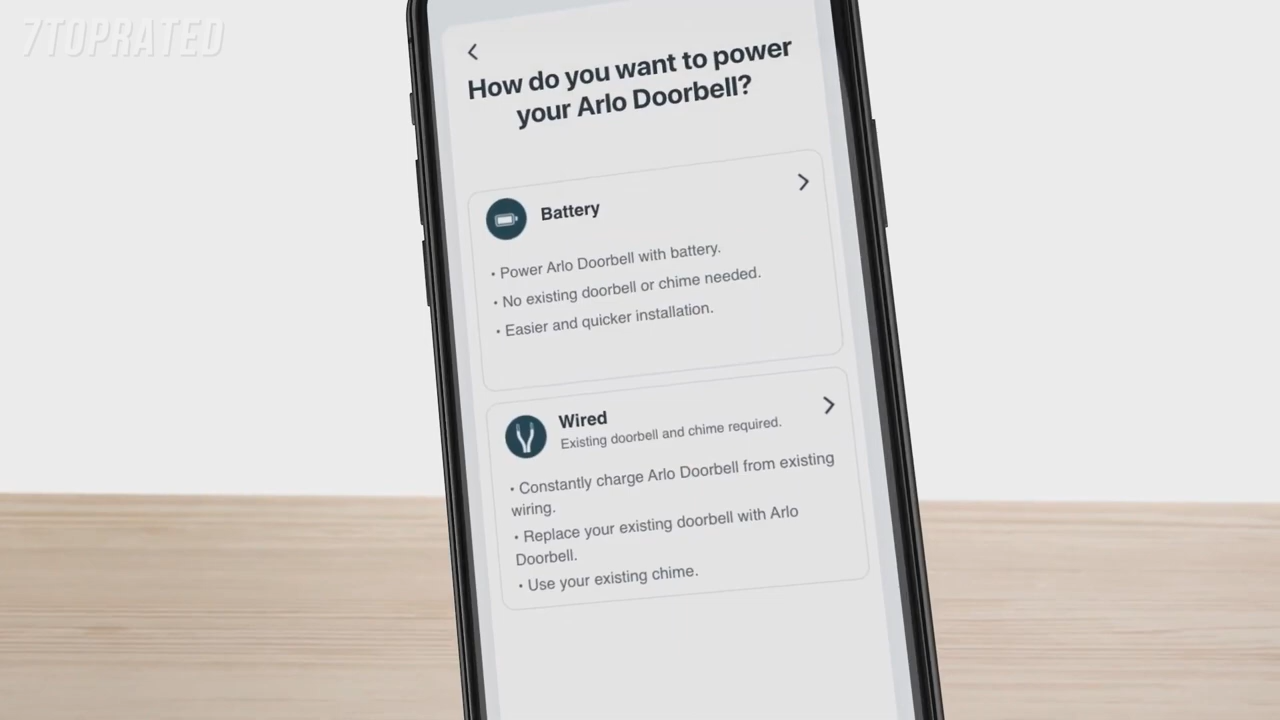 7TOPRATED
How do you want to power
your Arlo Doorbell?
Battery
• Power Arlo Doorbell with battery.
• No existing doorbell or chime needed.
• Easier and quicker installation.
Wired
Existing doorbell and chime required.
• Constantly charge Arlo Doorbell from existing
wiring.
• Replace your existing doorbell with Arlo
Doorbell.
• Use your existing chime.